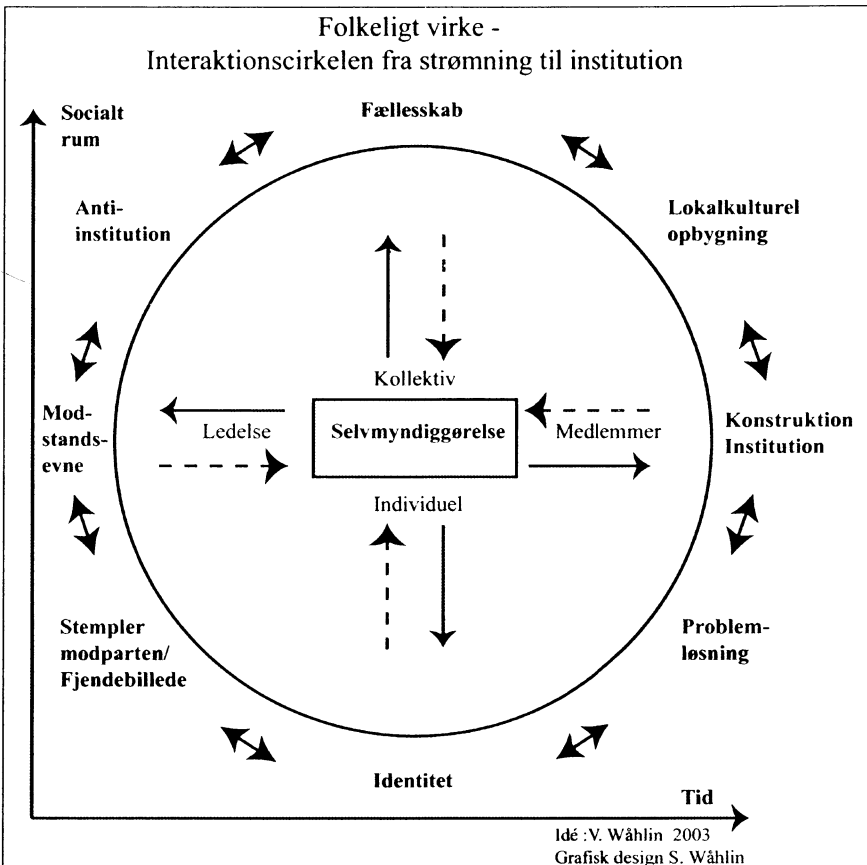 Folkeligt virke -
Interaktionscirkelen fra strømning til institution
Socialt
rum
Fællesskab
Anti-
institution
Lokalkulturel
opbygning
Kollektiv
Mod-
stands-
evne
Ledelse
Selvmyndiggørelse
Medlemmer
Konstruktion
Institution
Individuel
Stempler
modparten/
Fjendebillede
Problem-
løsning
Identitet
Tid
Idé :V. Wåhlin 2003
Grafisk design S. Wåhlin